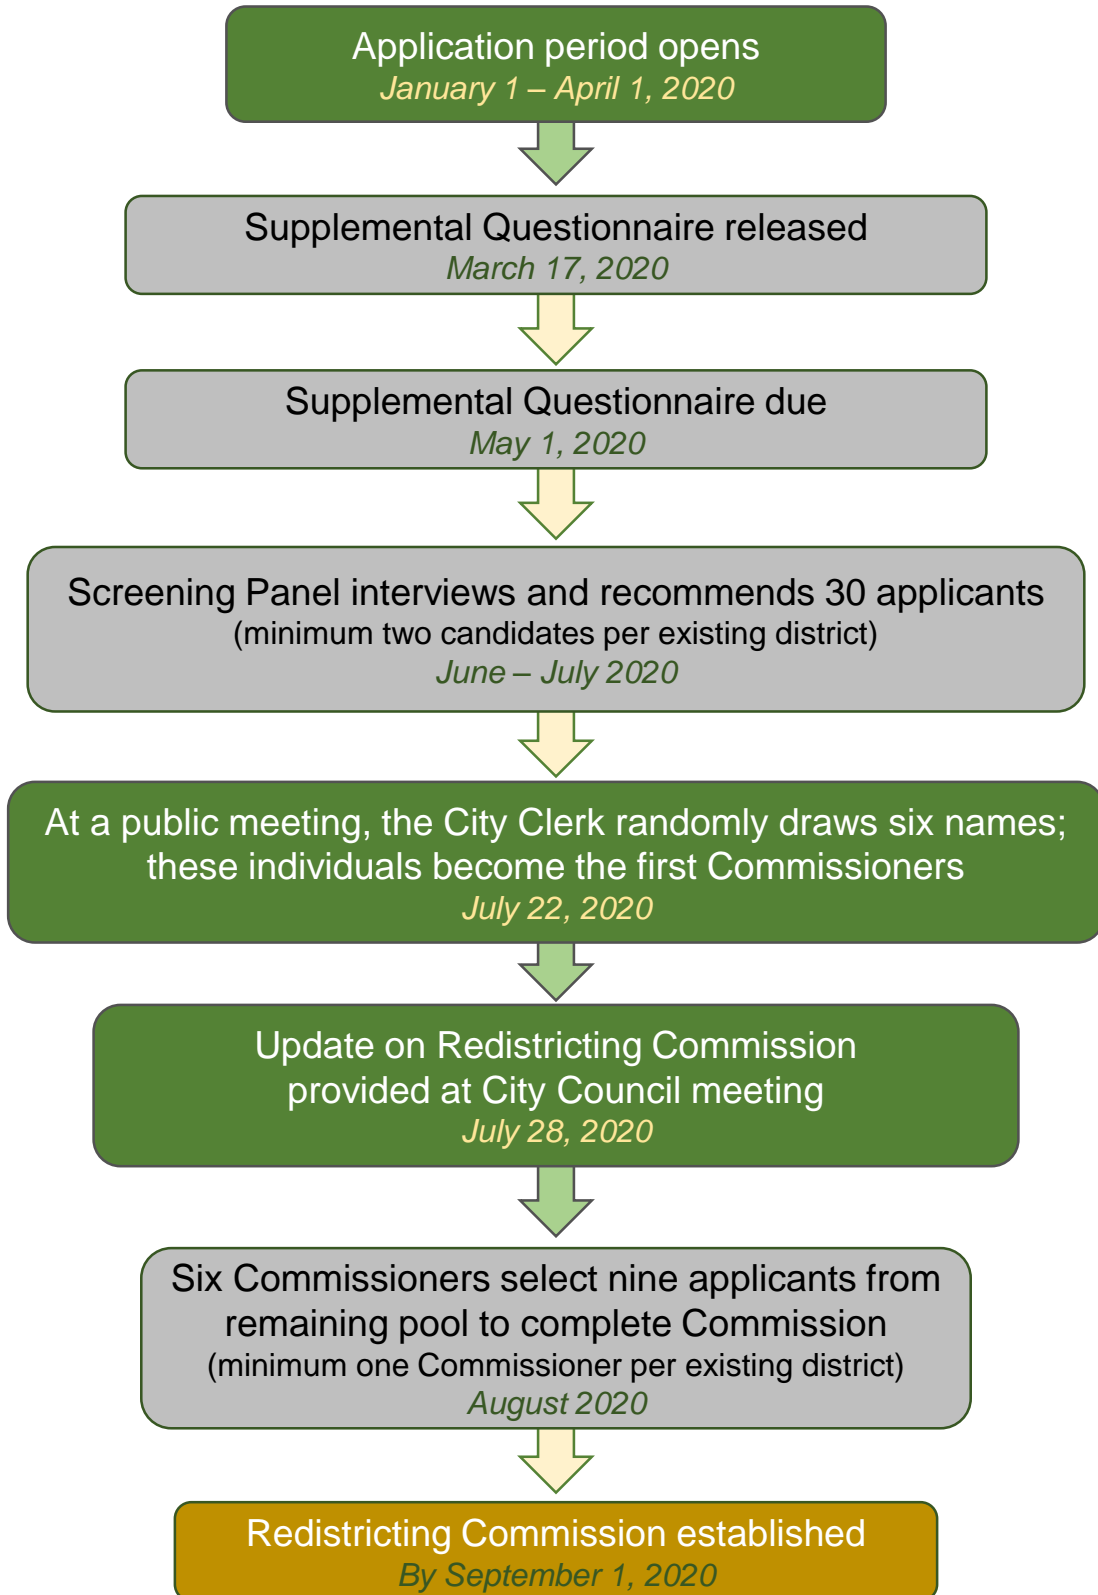 Application period opens
January 1 – April 1, 2020
Supplemental Questionnaire released
March 17, 2020
Supplemental Questionnaire due
May 1, 2020
Screening Panel interviews and recommends 30 applicants
(minimum two candidates per existing district)
June – July 2020
At a public meeting, the City Clerk randomly draws six names;
these individuals become the first Commissioners
July 22, 2020
Update on Redistricting Commission
provided at City Council meeting
July 28, 2020
Six Commissioners select nine applicants from
remaining pool to complete Commission
(minimum one Commissioner per existing district)
August 2020
Redistricting Commission established
By September 1, 2020